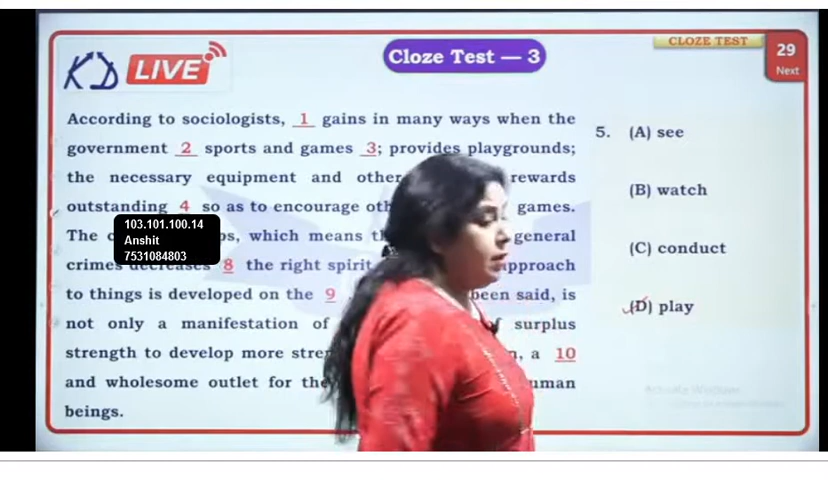 KD LIVE
Cloze Test — 3
CLOZE TEST
29
Next
According to sociologists, 1 gains in many ways when the
government 2 sports and games 3; provides playgrounds;
the necessary equipment and other rewards
outstanding 4 so as to encourage games.
The which means general
crimes decreases 8 the right spirit approach
to things is developed on the 9 been said, is
not only a manifestation of surplus
strength to develop more a 10
and wholesome outlet for the
beings.
103.101.100.14
Anshit
7531084803
5. (A) see
(B) watch
(C) conduct
(D) play
Activate Windows